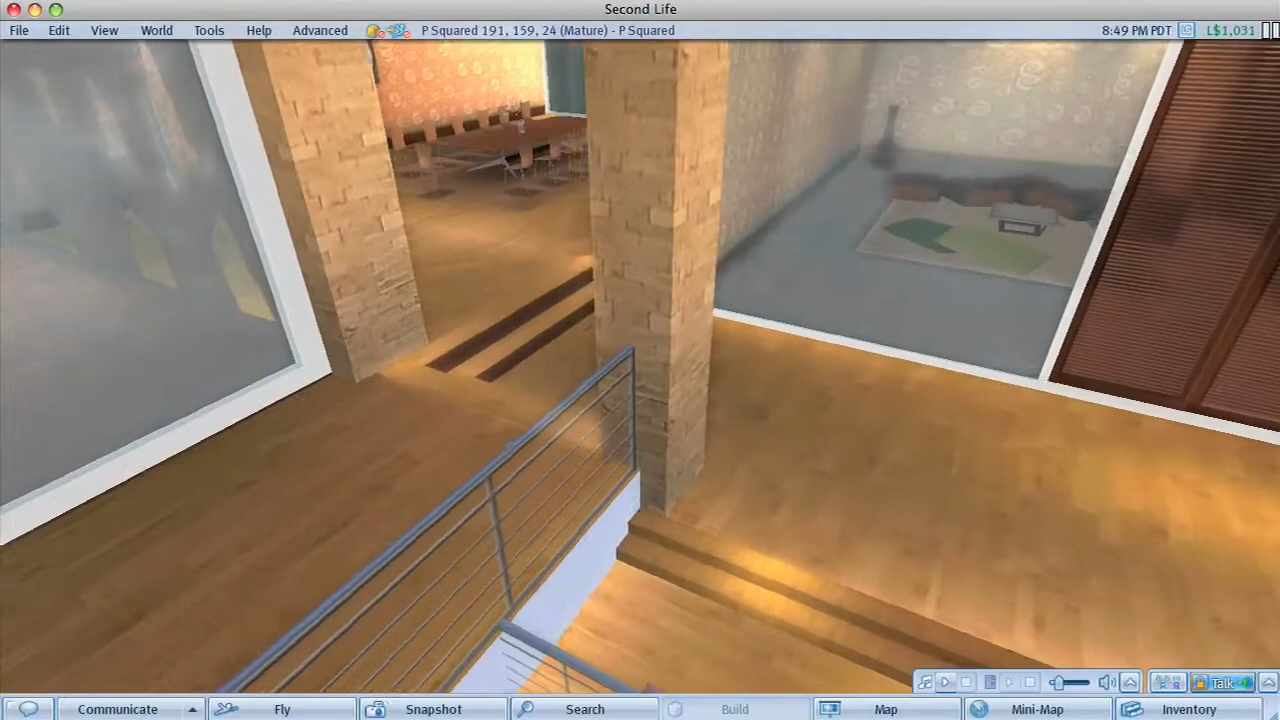 Second Life
File Edit View World Tools Help Advanced P Squared 191, 159, 24 (Mature) - P Squared 8:49 PM PDT L$1,031
Talk
Communicate Fly Snapshot Search Build Map Mini-Map Inventory